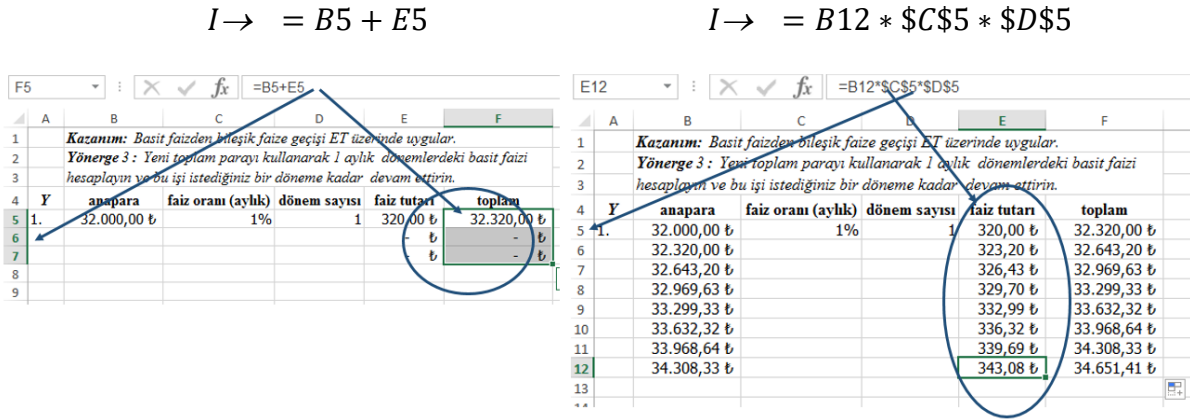 I→ = B5 + E5
I→ = B12 ∗ $C$5 ∗ $D$5
F5 fx =B5+E5
A B C D E F
1 Kazanım: Basit faizden bileşik faize geçişi ET üzerinde uygular.
2 Yönerge 3 : Yeni toplam parayı kullanarak 1 aylık dönemlerdeki basit faizi
3 hesaplayın ve bu işi istediğiniz bir döneme kadar devam ettirin.
4 Y anapara faiz oranı (aylık) dönem sayısı faiz tutarı toplam
5 1. 32.000,00 ₺ 1% 1 320,00 ₺ 32.320,00 ₺
6 - ₺ - ₺
7 - ₺ - ₺
8
9
E12 fx =B12*$C$5*$D$5
A B C D E F
1 Kazanım: Basit faizden bileşik faize geçişi ET üzerinde uygular.
2 Yönerge 3 : Yeni toplam parayı kullanarak 1 aylık dönemlerdeki basit faizi
3 hesaplayın ve bu işi istediğiniz bir döneme kadar devam ettirin.
4 Y anapara faiz oranı (aylık) dönem sayısı faiz tutarı toplam
5 1. 32.000,00 ₺ 1% 1 320,00 ₺ 32.320,00 ₺
6 32.320,00 ₺ 323,20 ₺ 32.643,20 ₺
7 32.643,20 ₺ 326,43 ₺ 32.969,63 ₺
8 32.969,63 ₺ 329,70 ₺ 33.299,33 ₺
9 33.299,33 ₺ 332,99 ₺ 33.632,32 ₺
10 33.632,32 ₺ 336,32 ₺ 33.968,64 ₺
11 33.968,64 ₺ 339,69 ₺ 34.308,33 ₺
12 34.308,33 ₺ 343,08 ₺ 34.651,41 ₺
13